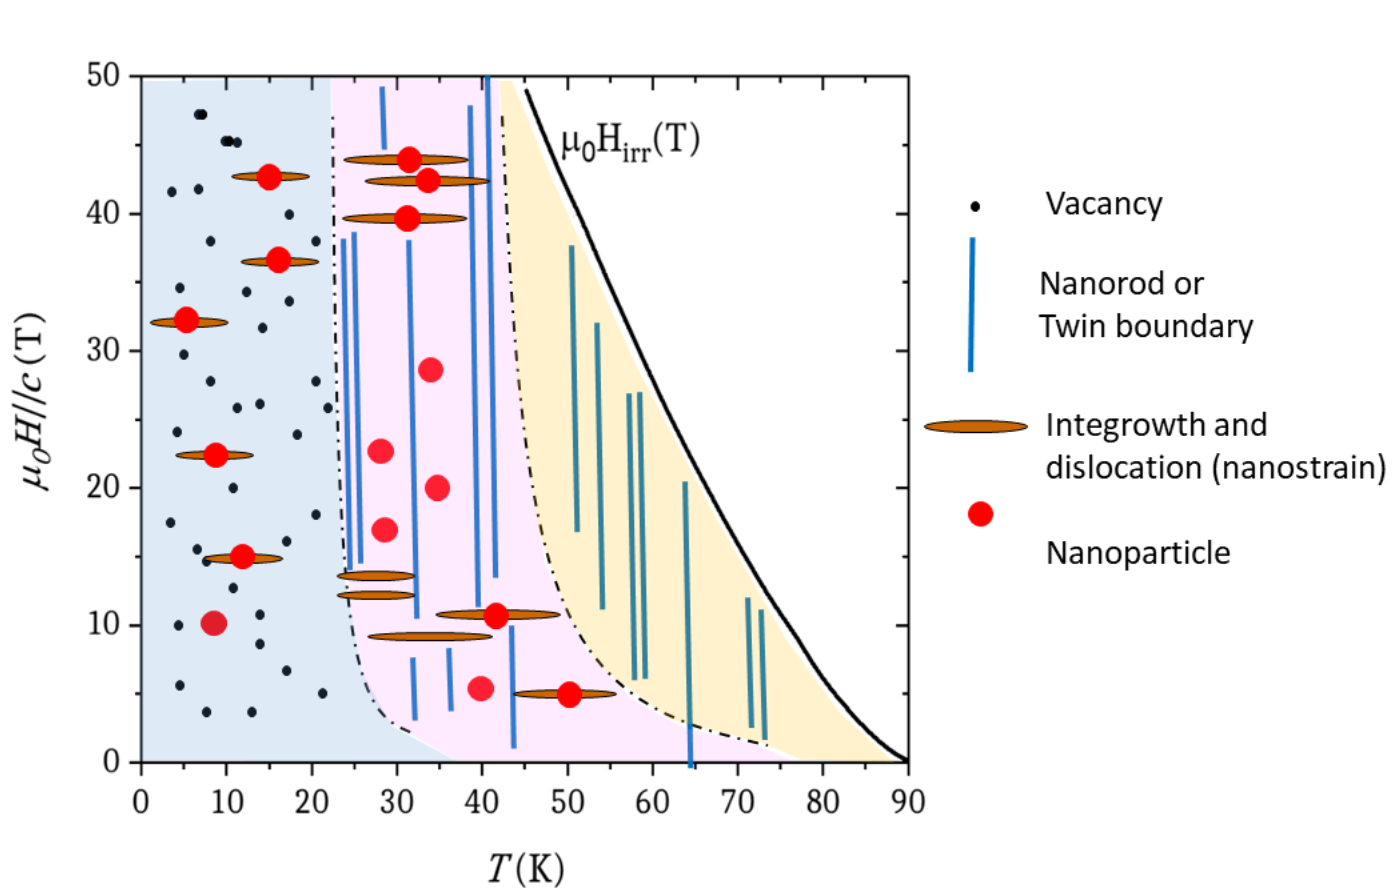 50
40
30
20
10
0
μ₀H//c (T)
μ₀Hirr(T)
0 10 20 30 40 50 60 70 80 90
T (K)
Vacancy
Nanorod or
Twin boundary
Integrowth and
dislocation (nanostrain)
Nanoparticle